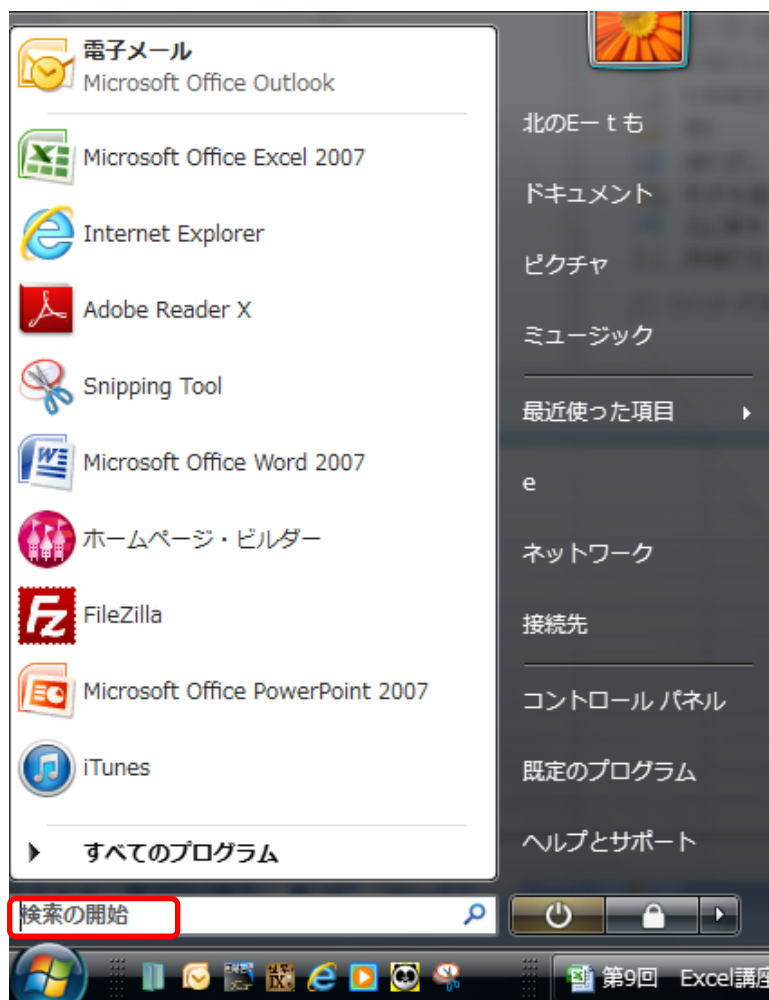 電子メール
Microsoft Office Outlook
Microsoft Office Excel 2007
Internet Explorer
Adobe Reader X
Snipping Tool
Microsoft Office Word 2007
ホームページ・ビルダー
FileZilla
Microsoft Office PowerPoint 2007
iTunes
すべてのプログラム
検索の開始
北のE－tも
ドキュメント
ピクチャ
ミュージック
最近使った項目
e
ネットワーク
接続先
コントロール パネル
既定のプログラム
ヘルプとサポート
第9回 Excel講座